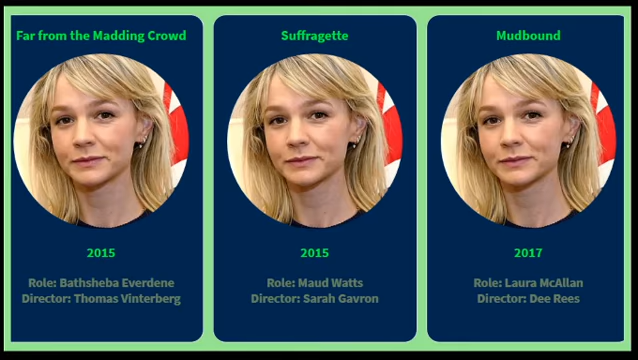 Far from the Madding Crowd
2015
Role: Bathsheba Everdene
Director: Thomas Vinterberg
Suffragette
2015
Role: Maud Watts
Director: Sarah Gavron
Mudbound
2017
Role: Laura McAllan
Director: Dee Rees